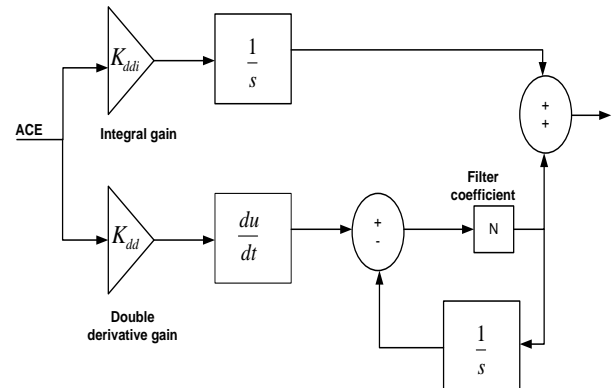 K_ddi
1/s
ACE
Integral gain
+
+
Filter
coefficient
K_dd
du/dt
+
-
N
Double
derivative gain
1/s